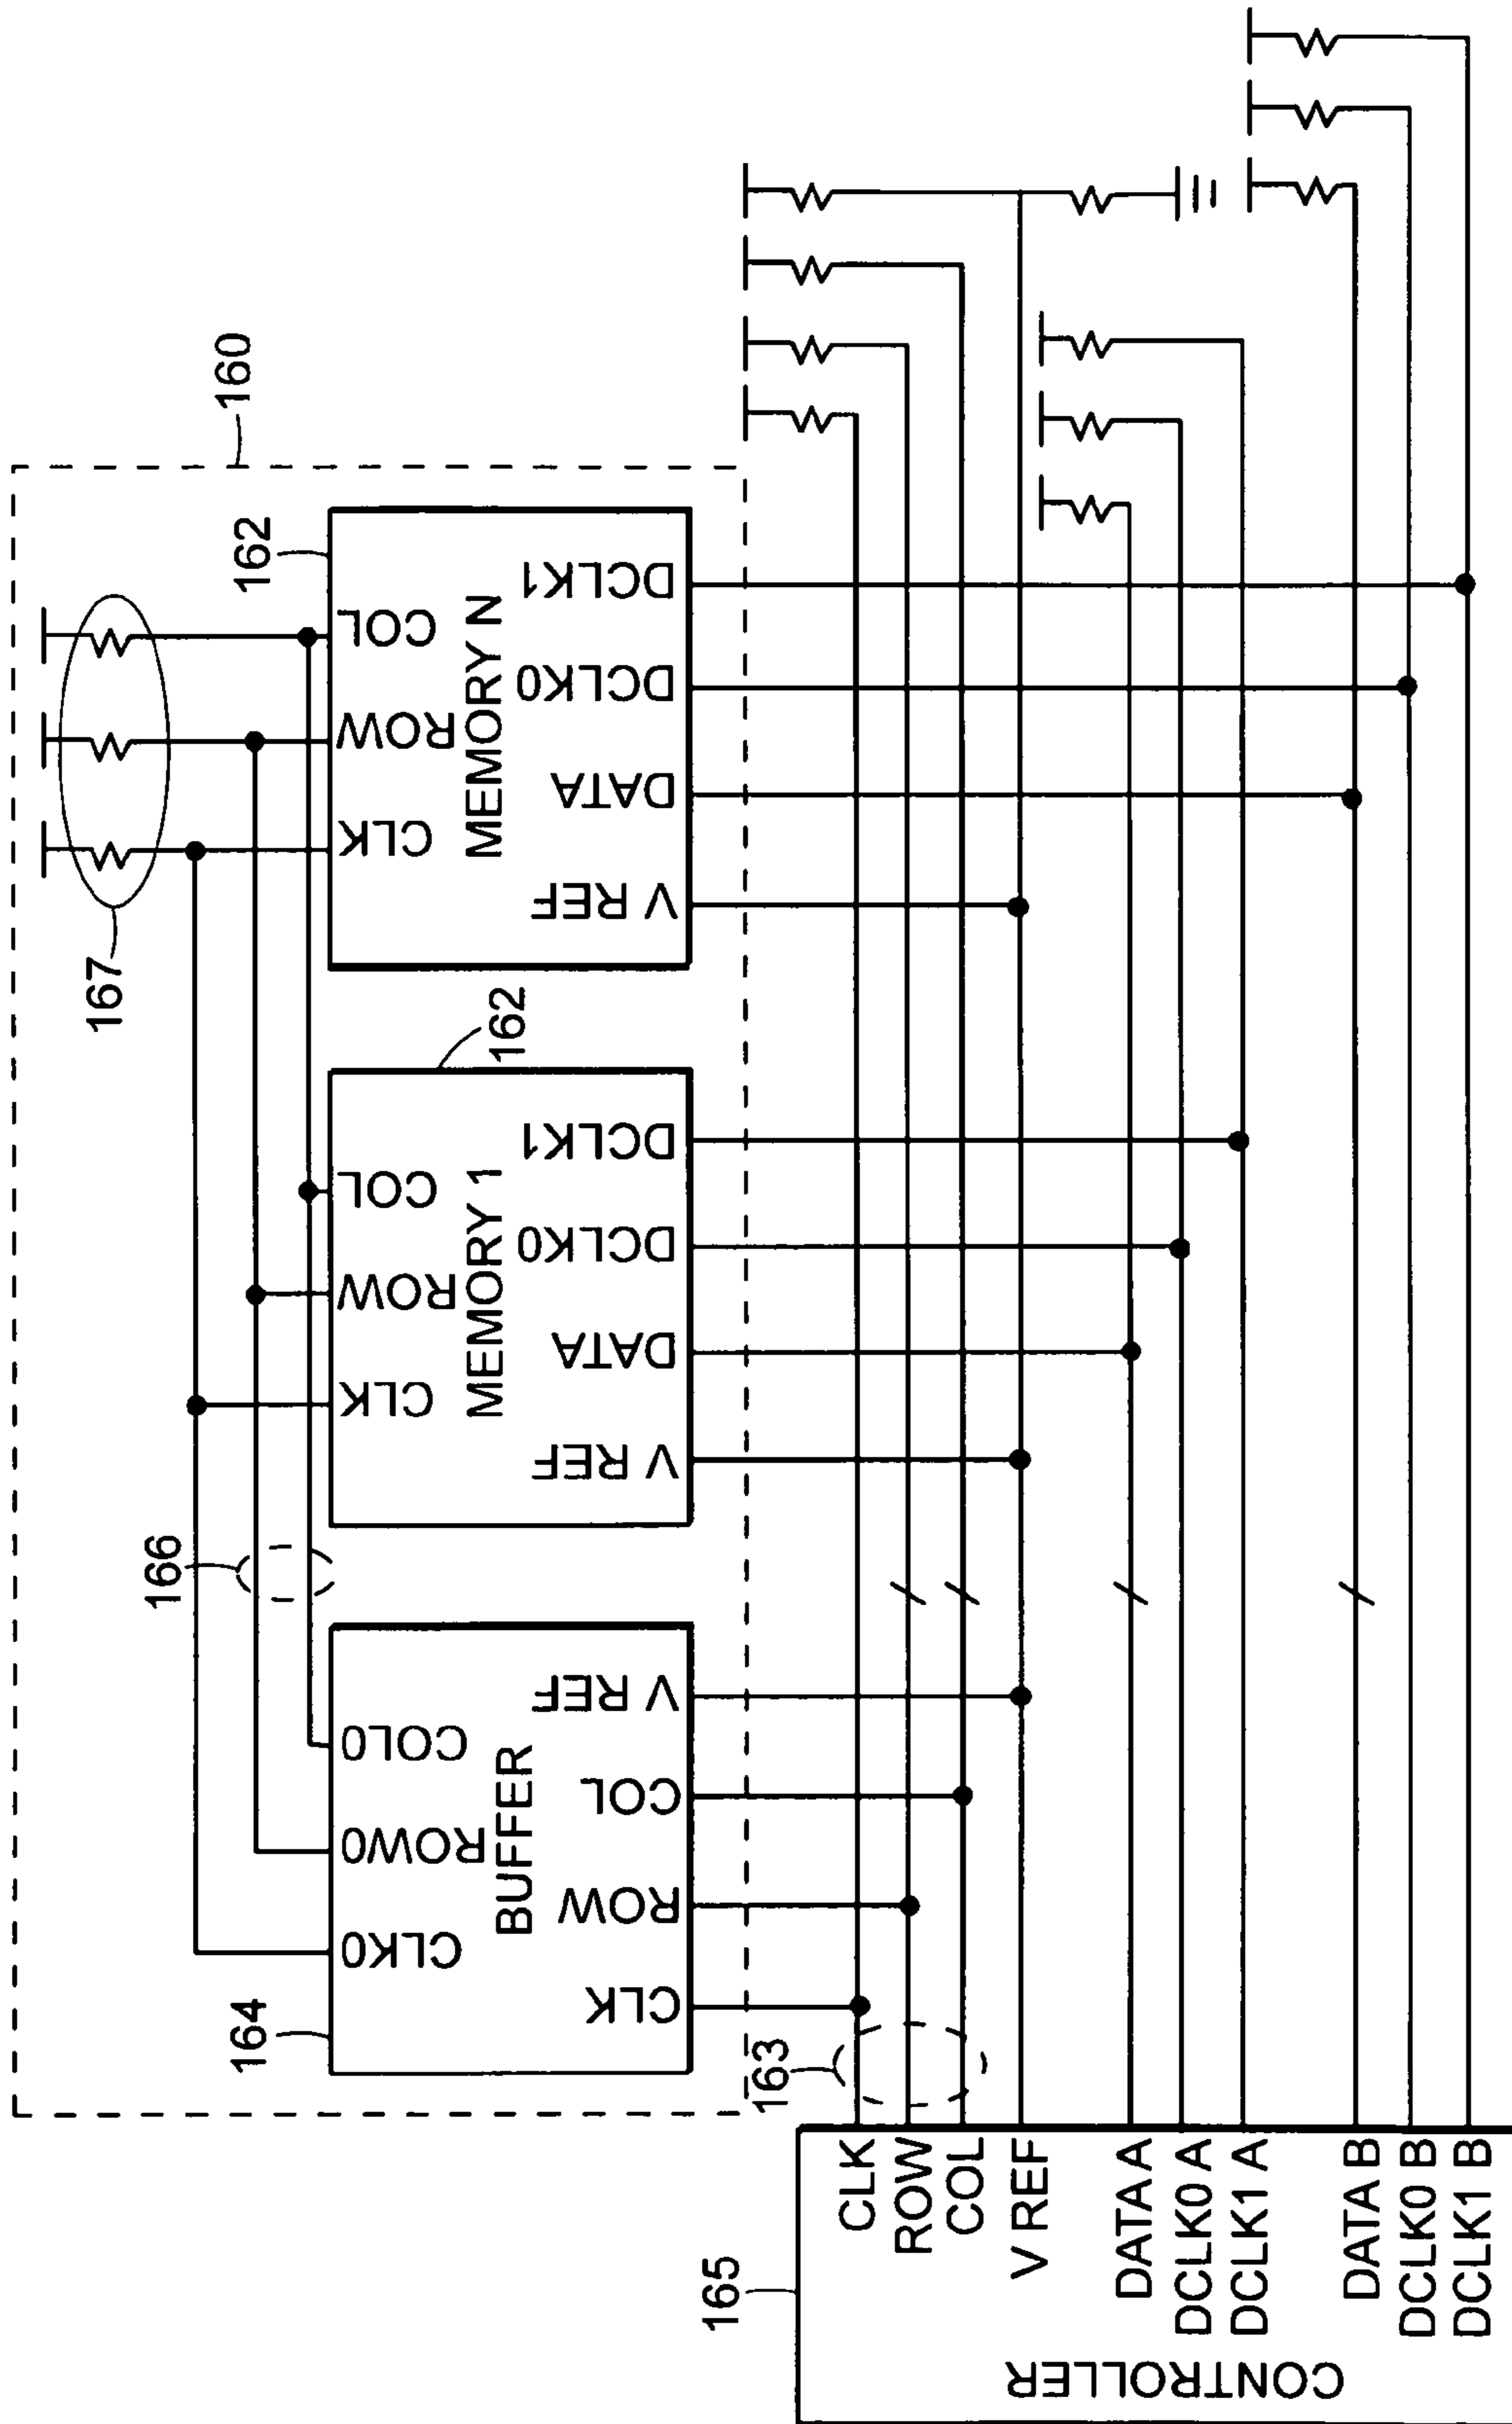 160
167
162
COL
ROW
CLK
MEMORY N
DCLK1
DCLK0
DATA
V REF
162
COL
ROW
CLK
MEMORY 1
DCLK1
DCLK0
DATA
V REF
166
164
COL0
ROW0
CLK0
BUFFER
V REF
COL
ROW
CLK
163
165
CONTROLLER
CLK
ROW
COL
V REF
DATA A
DCLK0 A
DCLK1 A
DATA B
DCLK0 B
DCLK1 B